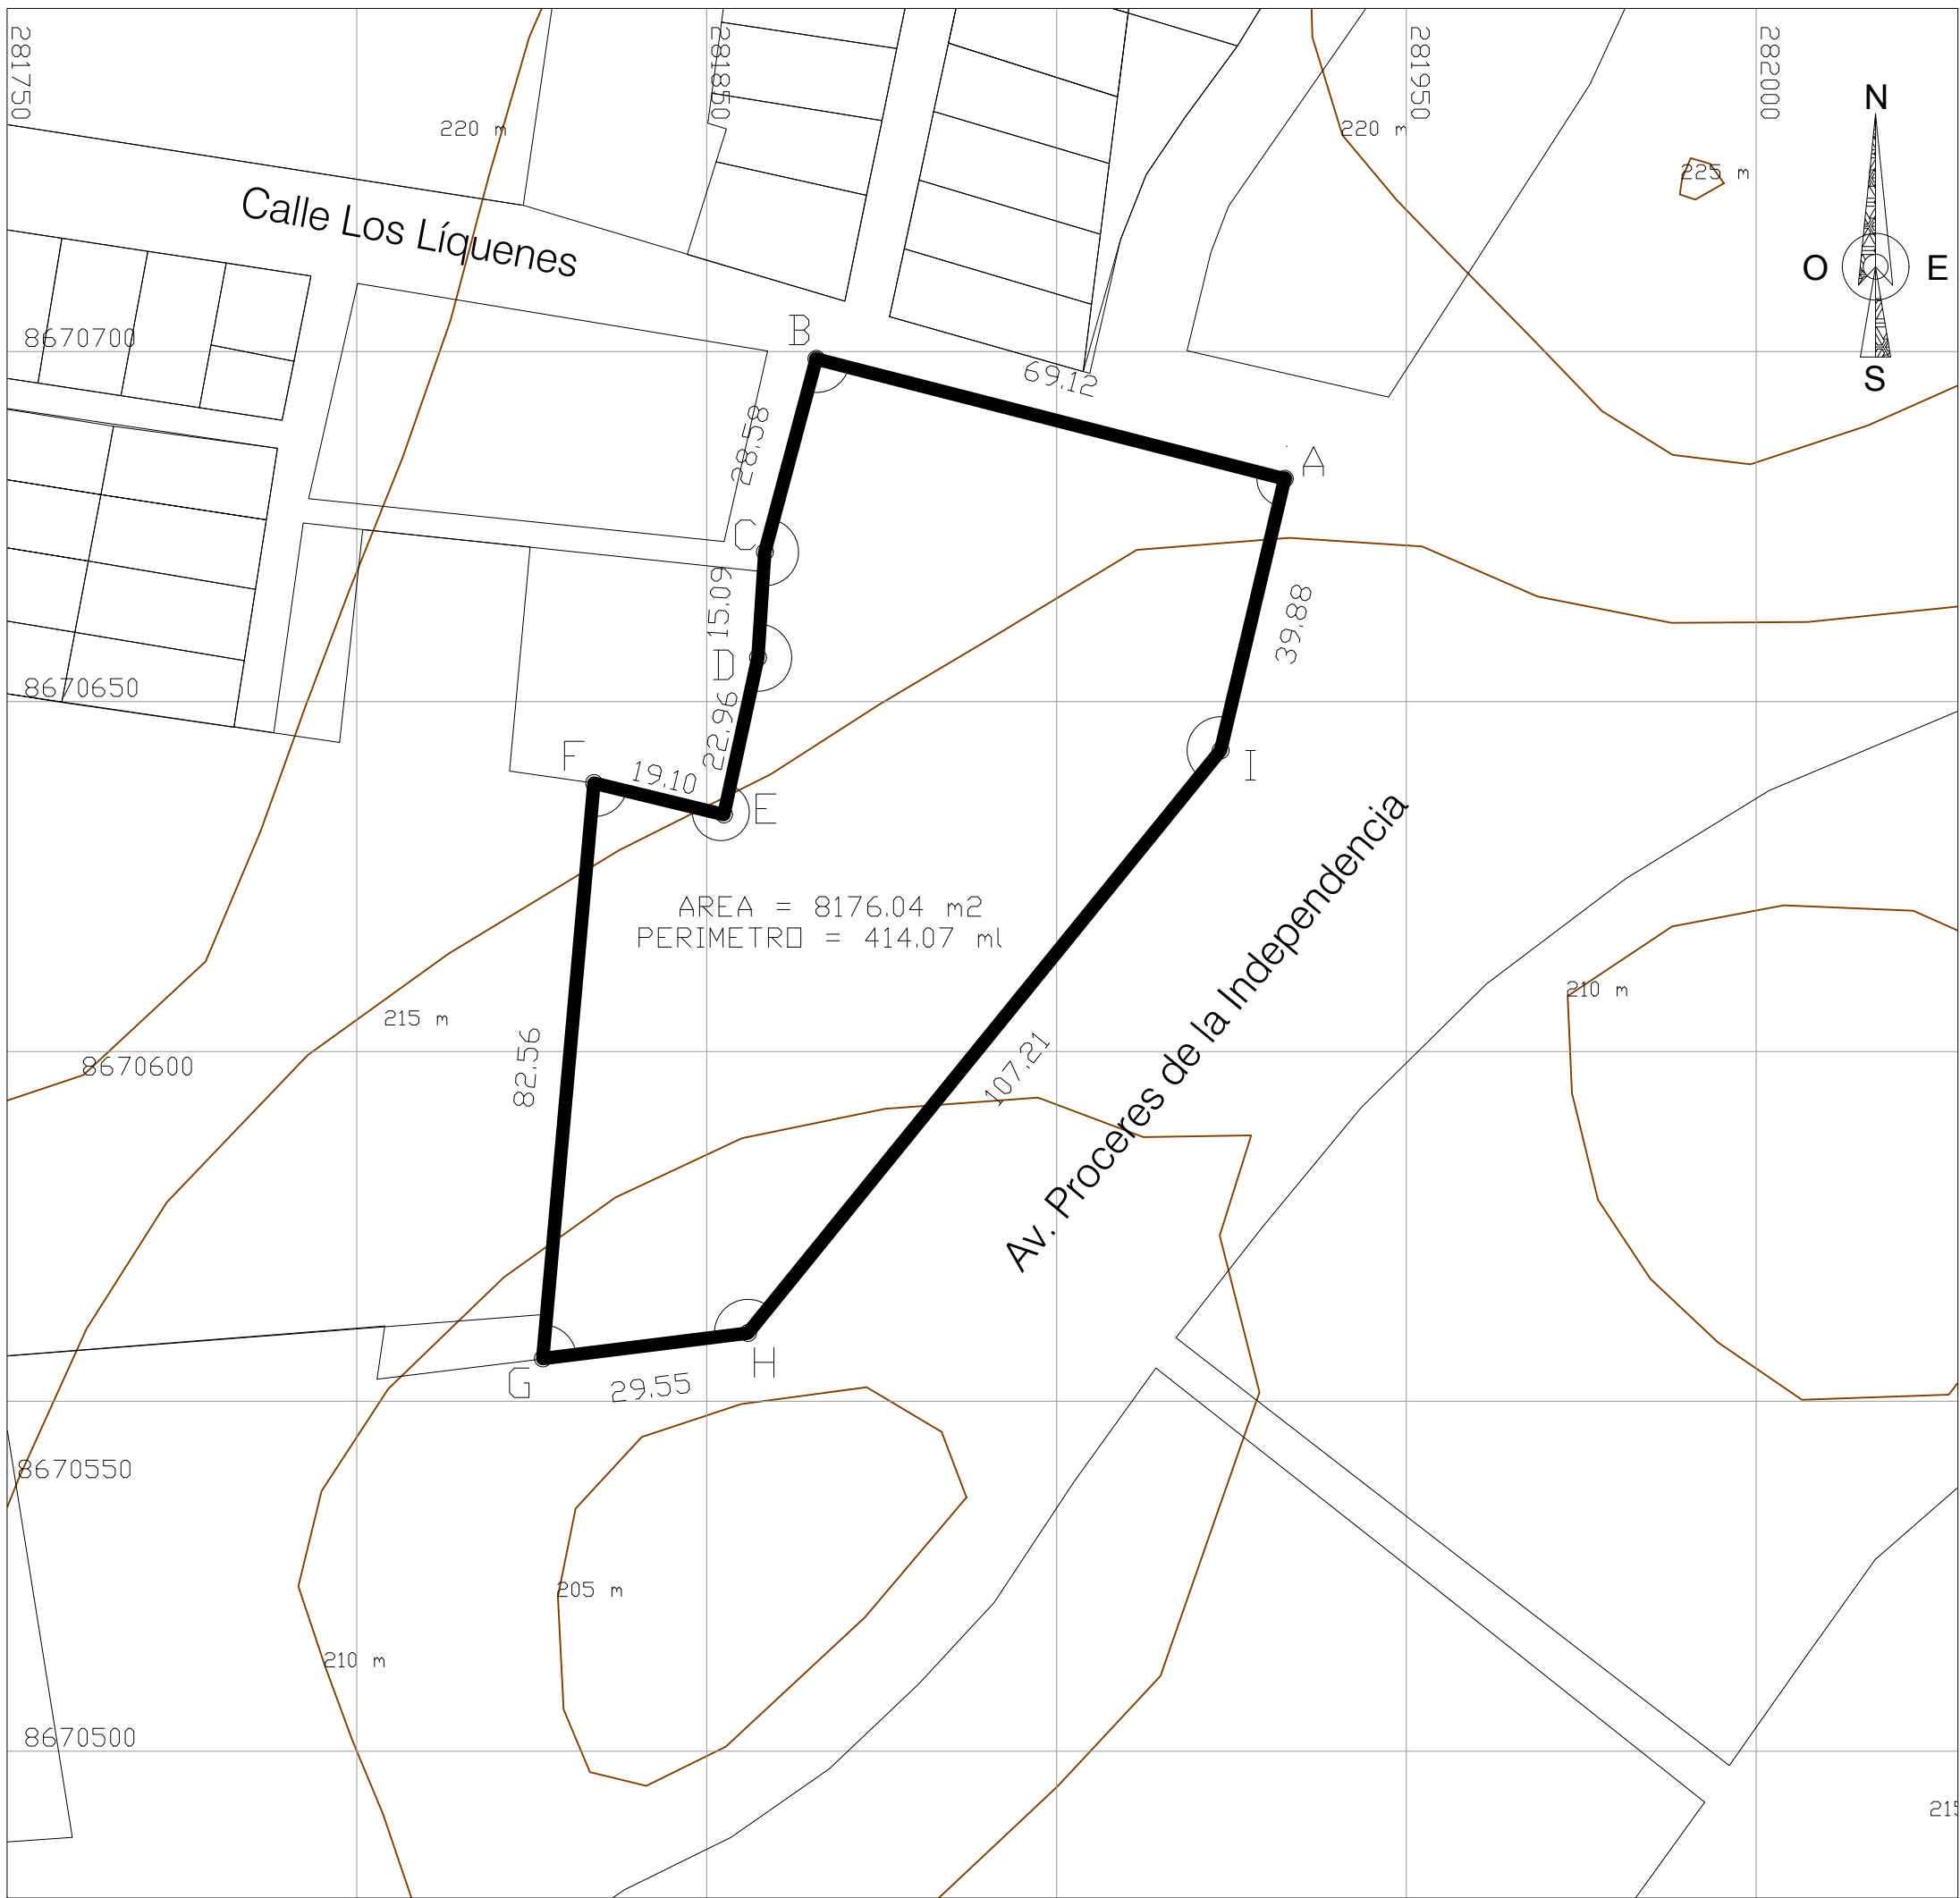 281750
281850
281950
282000
N
220 m
220 m
225 m
Calle Los Líquenes
O
E
8670700
B
S
69.12
28.58
A
C
15.09
39.88
D
8670650
22.96
F
19.10
I
E
AREA = 8176.04 m2
PERIMETRO = 414.07 ml
Av. Proceres de la Independencia
210 m
215 m
8670600
82.56
107.21
H
G
29.55
8670550
205 m
210 m
8670500
215